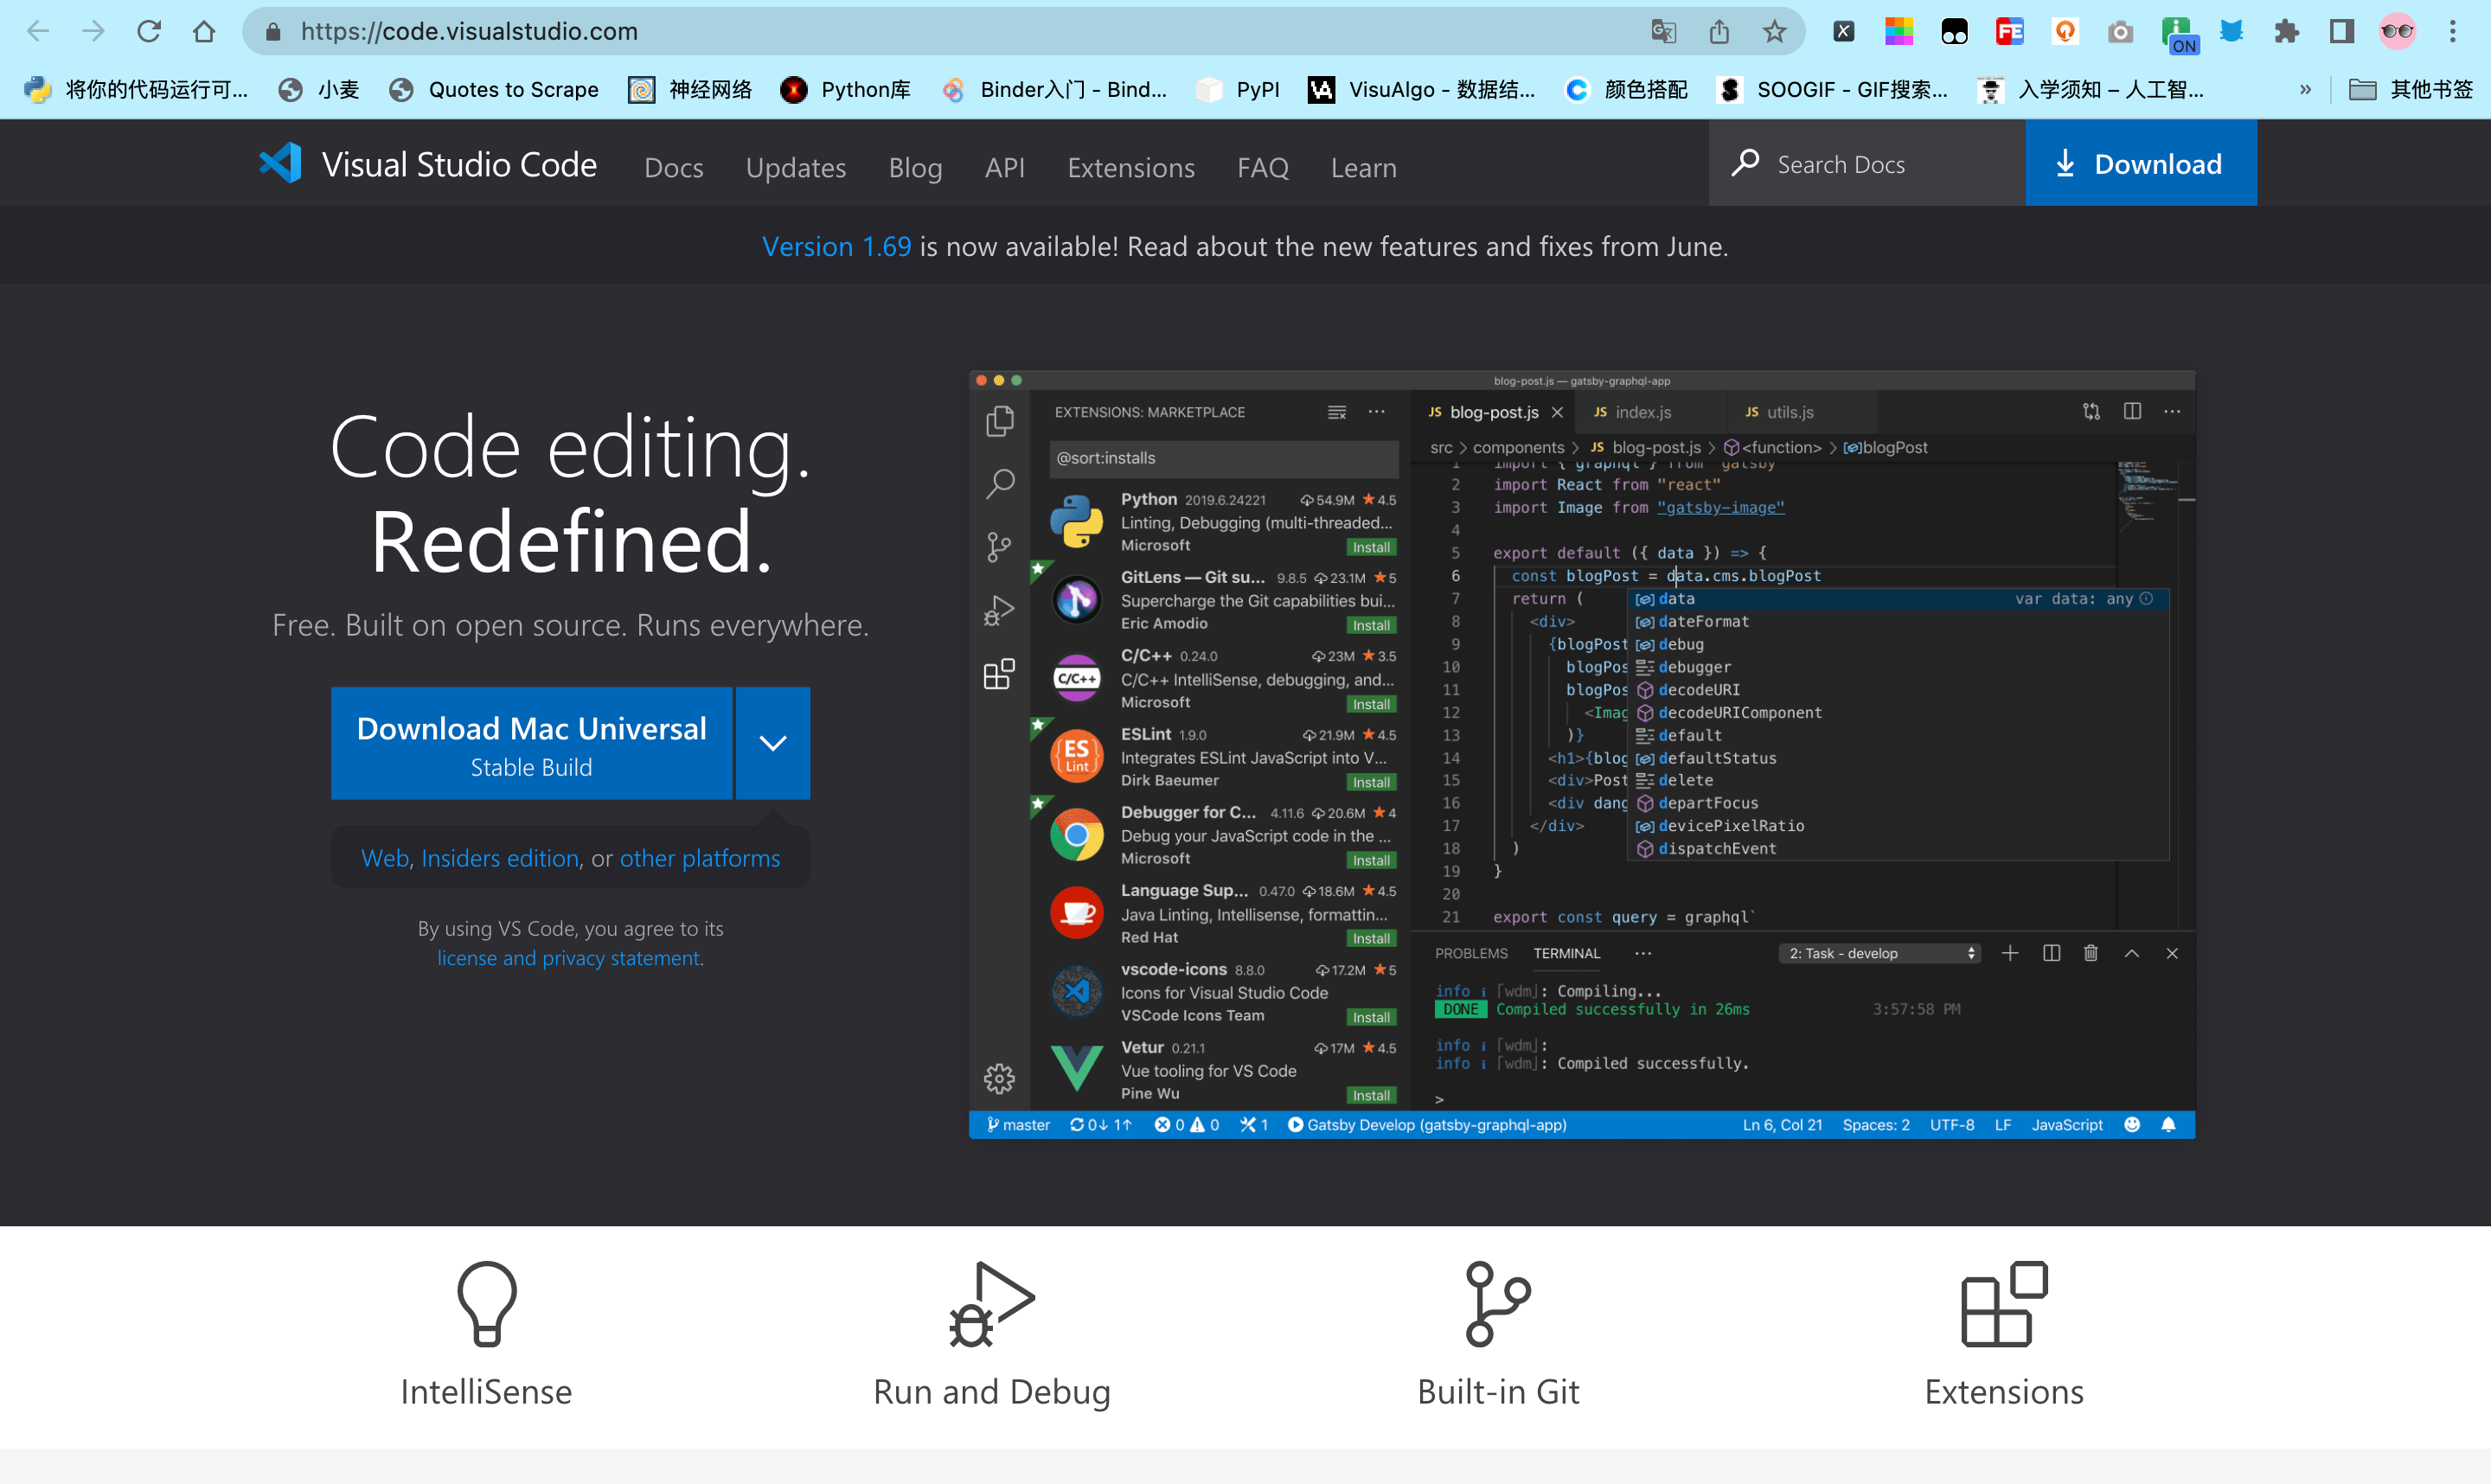 https://code.visualstudio.com
ON
将你的代码运行可...
小麦
Quotes to Scrape
神经网络
Python库
Binder入门 - Bind...
PyPI
VisuAlgo - 数据结...
颜色搭配
SOOGIF - GIF搜索...
入学须知 – 人工智...
»
其他书签
Visual Studio Code
Docs
Updates
Blog
API
Extensions
FAQ
Learn
Search Docs
Download
Version 1.69 is now available! Read about the new features and fixes from June.
Code editing.
Redefined.
Free. Built on open source. Runs everywhere.
Download Mac Universal
Stable Build
Web, Insiders edition, or other platforms
By using VS Code, you agree to its
license and privacy statement.
blog-post.js — gatsby-graphql-app
EXTENSIONS: MARKETPLACE
@sort:installs
Python 2019.6.24221 54.9M ★4.5
Linting, Debugging (multi-threaded...
Microsoft Install
GitLens — Git su... 9.8.5 23.1M ★5
Supercharge the Git capabilities bui...
Eric Amodio Install
C/C++
C/C++ 0.24.0 23M ★3.5
C/C++ IntelliSense, debugging, and...
Microsoft Install
ES Lint
ESLint 1.9.0 21.9M ★4.5
Integrates ESLint JavaScript into V...
Dirk Baeumer Install
Debugger for C... 4.11.6 20.6M ★4
Debug your JavaScript code in the ...
Microsoft Install
Language Sup... 0.47.0 18.6M ★4.5
Java Linting, Intellisense, formattin...
Red Hat Install
vscode-icons 8.8.0 17.2M ★5
Icons for Visual Studio Code
VSCode Icons Team Install
Vetur 0.21.1 17M ★4.5
Vue tooling for VS Code
Pine Wu Install
JS blog-post.js
JS index.js
JS utils.js
src > components > JS blog-post.js > <function> > blogPost
1 import { graphql } from "gatsby"
2 import React from "react"
3 import Image from "gatsby-image"
4
5 export default ({ data }) => {
6 const blogPost = data.cms.blogPost
7 return (
8 <div>
9 {blogPost
10 blogPos
11 blogPos
12 <Imag
13 )}
14 <h1>{blog
15 <div>Post
16 <div dang
17 </div>
18 )
19 }
20
21 export const query = graphql`
data var data: any
dateFormat
debug
debugger
decodeURI
decodeURIComponent
default
defaultStatus
delete
departFocus
devicePixelRatio
dispatchEvent
PROBLEMS
TERMINAL
2: Task - develop
info ℹ ｢wdm｣: Compiling...
DONE Compiled successfully in 26ms 3:57:58 PM
info ℹ ｢wdm｣:
info ℹ ｢wdm｣: Compiled successfully.
>
master 0↓ 1↑ 0 0 1 Gatsby Develop (gatsby-graphql-app)
Ln 6, Col 21 Spaces: 2 UTF-8 LF JavaScript
IntelliSense
Run and Debug
Built-in Git
Extensions